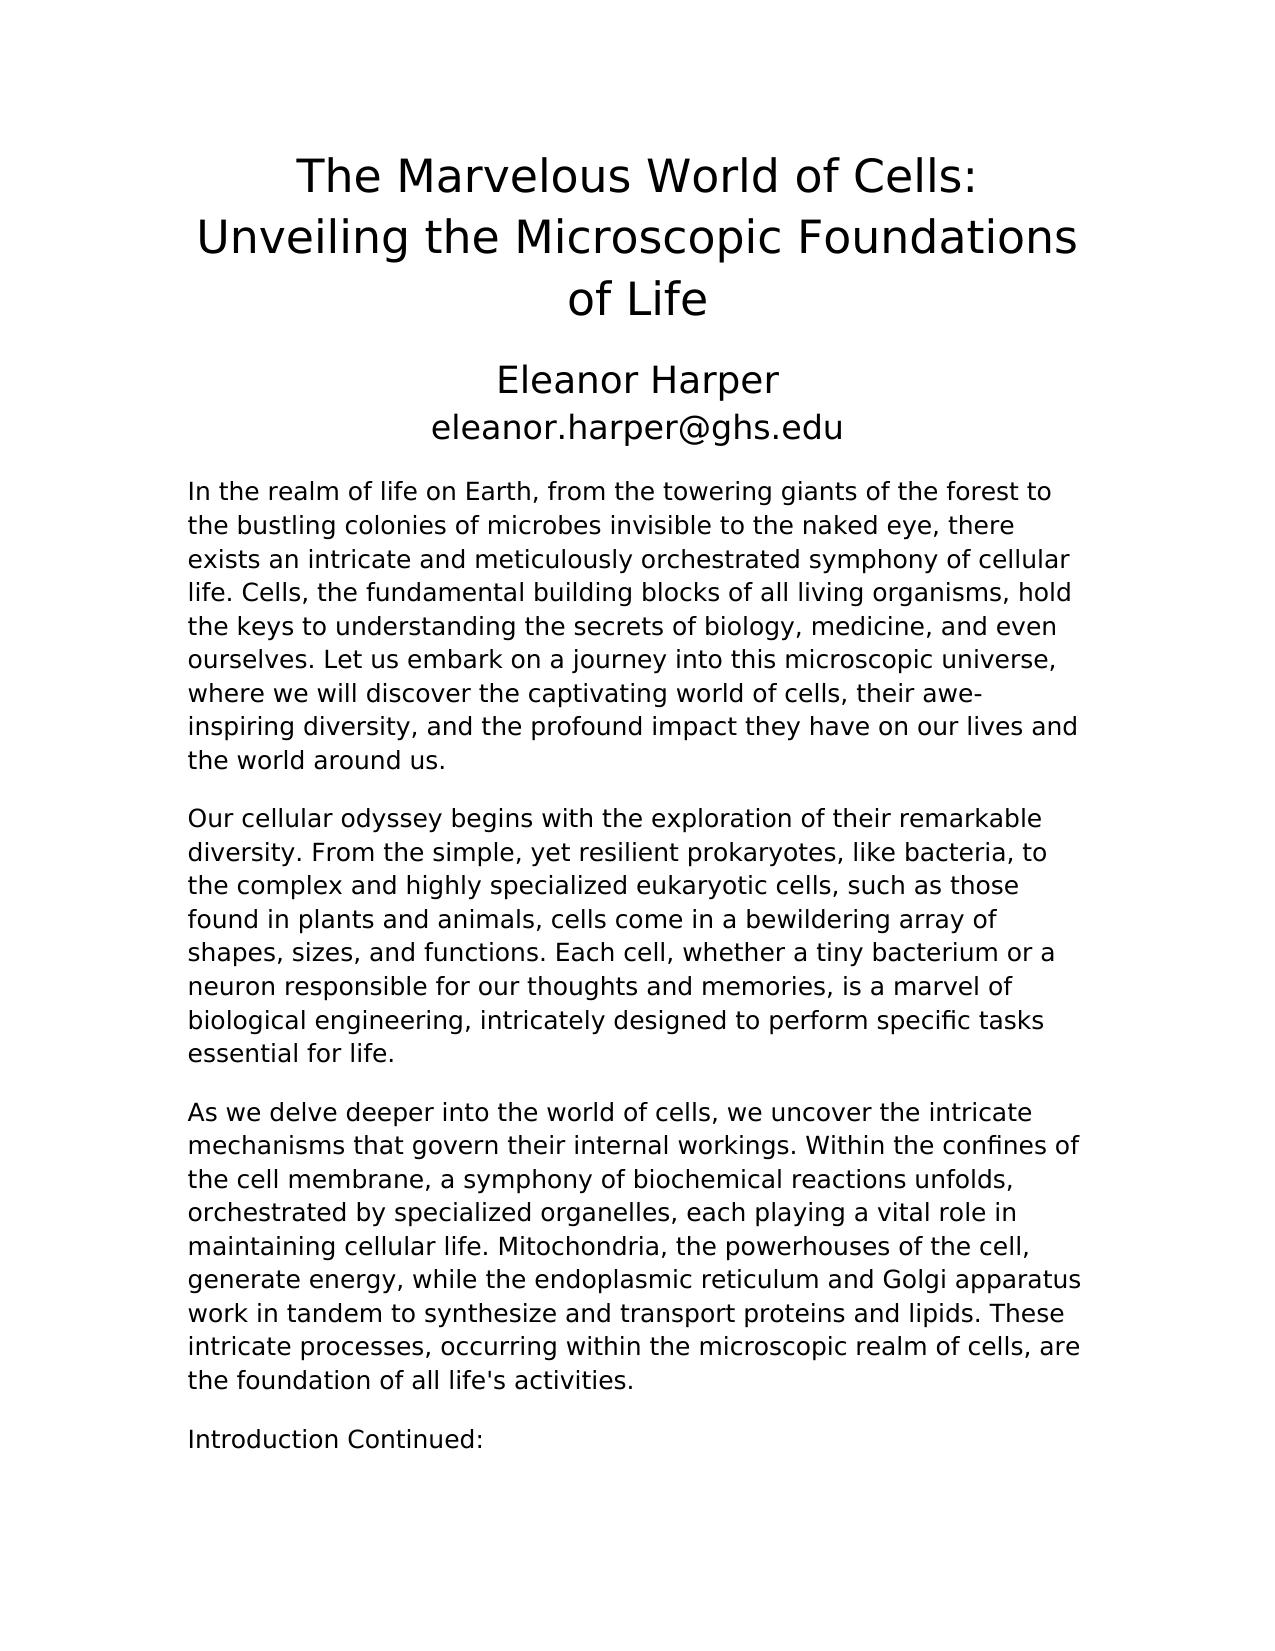 The Marvelous World of Cells:
Unveiling the Microscopic Foundations
of Life
Eleanor Harper
eleanor.harper@ghs.edu
In the realm of life on Earth, from the towering giants of the forest to
the bustling colonies of microbes invisible to the naked eye, there
exists an intricate and meticulously orchestrated symphony of cellular
life. Cells, the fundamental building blocks of all living organisms, hold
the keys to understanding the secrets of biology, medicine, and even
ourselves. Let us embark on a journey into this microscopic universe,
where we will discover the captivating world of cells, their awe-
inspiring diversity, and the profound impact they have on our lives and
the world around us.
Our cellular odyssey begins with the exploration of their remarkable
diversity. From the simple, yet resilient prokaryotes, like bacteria, to
the complex and highly specialized eukaryotic cells, such as those
found in plants and animals, cells come in a bewildering array of
shapes, sizes, and functions. Each cell, whether a tiny bacterium or a
neuron responsible for our thoughts and memories, is a marvel of
biological engineering, intricately designed to perform specific tasks
essential for life.
As we delve deeper into the world of cells, we uncover the intricate
mechanisms that govern their internal workings. Within the confines of
the cell membrane, a symphony of biochemical reactions unfolds,
orchestrated by specialized organelles, each playing a vital role in
maintaining cellular life. Mitochondria, the powerhouses of the cell,
generate energy, while the endoplasmic reticulum and Golgi apparatus
work in tandem to synthesize and transport proteins and lipids. These
intricate processes, occurring within the microscopic realm of cells, are
the foundation of all life's activities.
Introduction Continued: